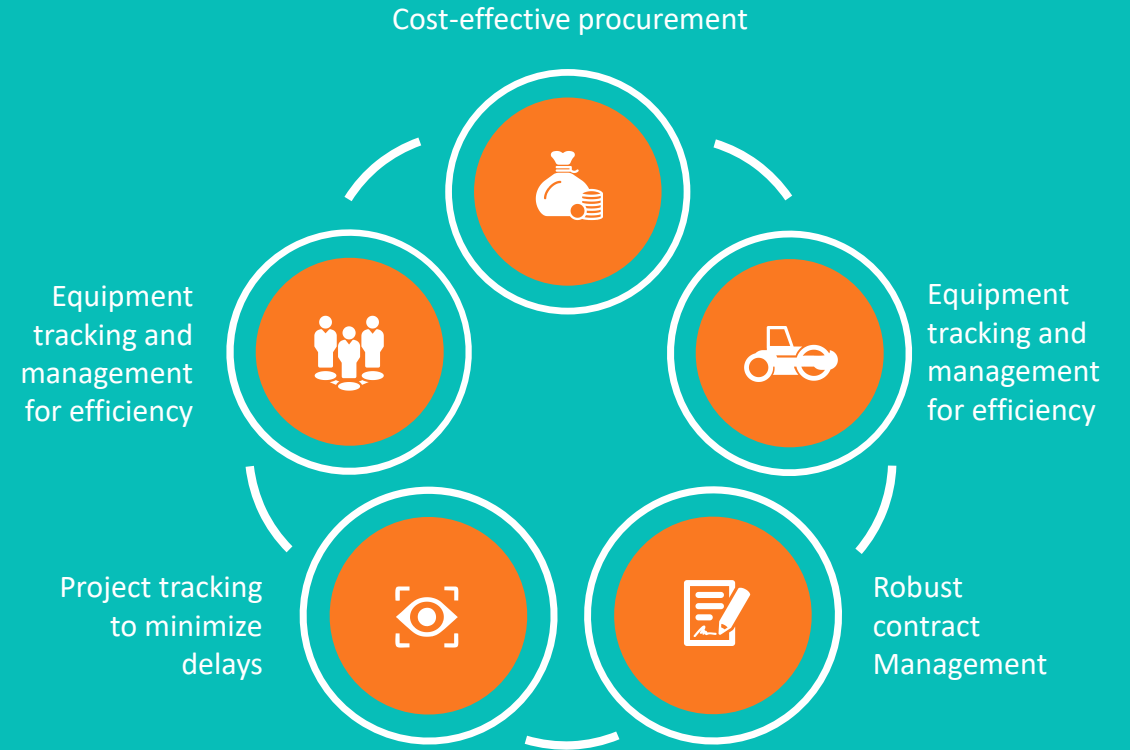 Cost-effective procurement
Equipment
tracking and
management
for efficiency
Equipment
tracking and
management
for efficiency
Project tracking
to minimize
delays
Robust
contract
Management